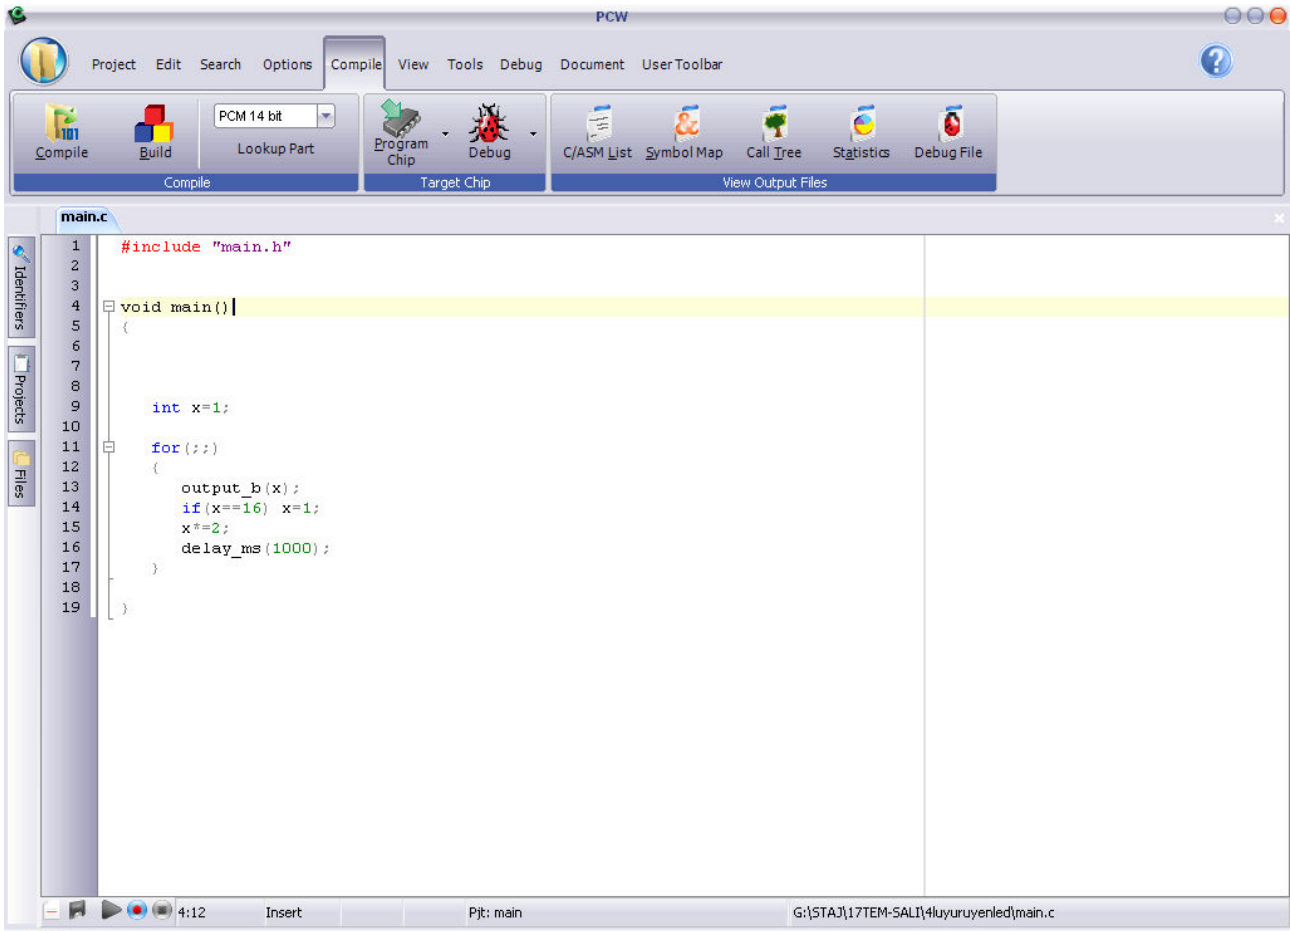 PCW
Project Edit Search Options Compile View Tools Debug Document User Toolbar
PCM 14 bit
Compile Build Lookup Part Program Chip Debug C/ASM List Symbol Map Call Tree Statistics Debug File
Compile Target Chip View Output Files
main.c
Identifiers
Projects
Files
1 #include "main.h"
2
3
4 void main()
5 {
6
7
8
9 int x=1;
10
11 for(;;)
12 {
13 output_b(x);
14 if(x==16) x=1;
15 x*=2;
16 delay_ms(1000);
17 }
18
19 }
4:12 Insert Pjt: main G:\STAJ\17TEM-SALI\4luyuruyenled\main.c